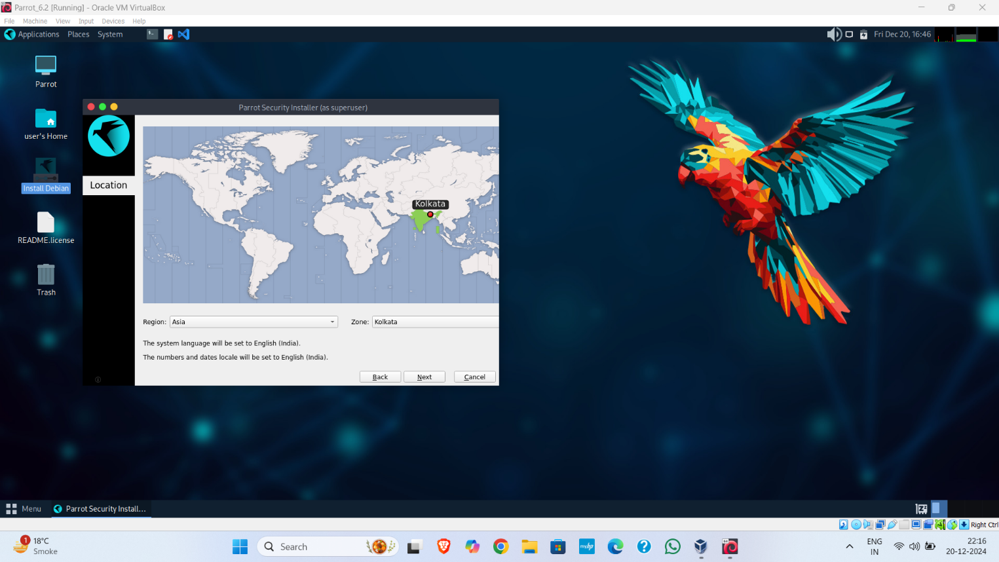 Parrot_6.2 [Running] - Oracle VM VirtualBox
File Machine View Input Devices Help
Applications Places System
Fri Dec 20, 16:46
Parrot
user's Home
Install Debian
README.license
Trash
Parrot Security Installer (as superuser)
Location
Kolkata
Region: Asia Zone: Kolkata
The system language will be set to English (India).
The numbers and dates locale will be set to English (India).
Back Next Cancel
Menu Parrot Security Install...
Right Ctrl
1 18°C
Smoke
Search
ENG
IN
22:16
20-12-2024